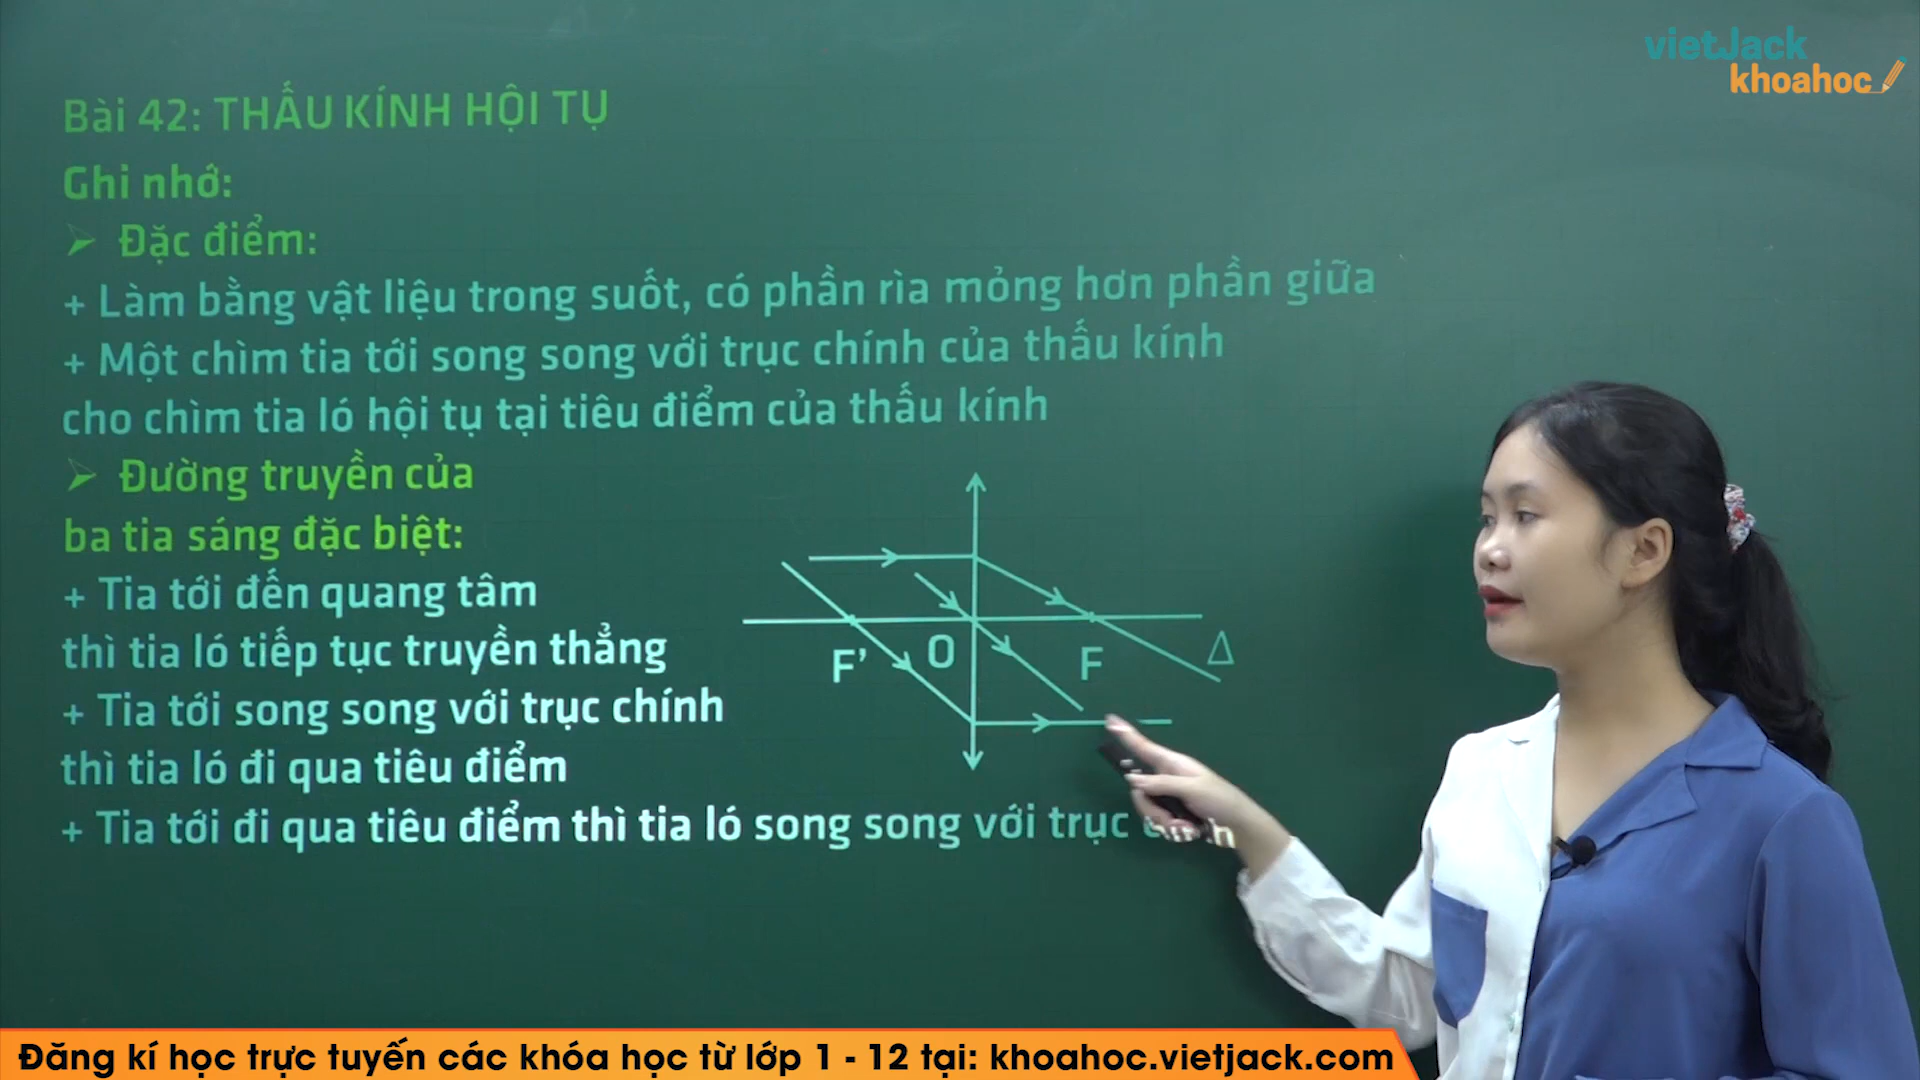 vietJack
khoahoc
Bài 42: THẤU KÍNH HỘI TỤ
Ghi nhớ:
➢ Đặc điểm:
+ Làm bằng vật liệu trong suốt, có phần rìa mỏng hơn phần giữa
+ Một chìm tia tới song song với trục chính của thấu kính
cho chìm tia ló hội tụ tại tiêu điểm của thấu kính
➢ Đường truyền của
ba tia sáng đặc biệt:
+ Tia tới đến quang tâm
thì tia ló tiếp tục truyền thẳng
+ Tia tới song song với trục chính
thì tia ló đi qua tiêu điểm
+ Tia tới đi qua tiêu điểm thì tia ló song song với trục
F' O F Δ
Đăng kí học trực tuyến các khóa học từ lớp 1 - 12 tại: khoahoc.vietjack.com